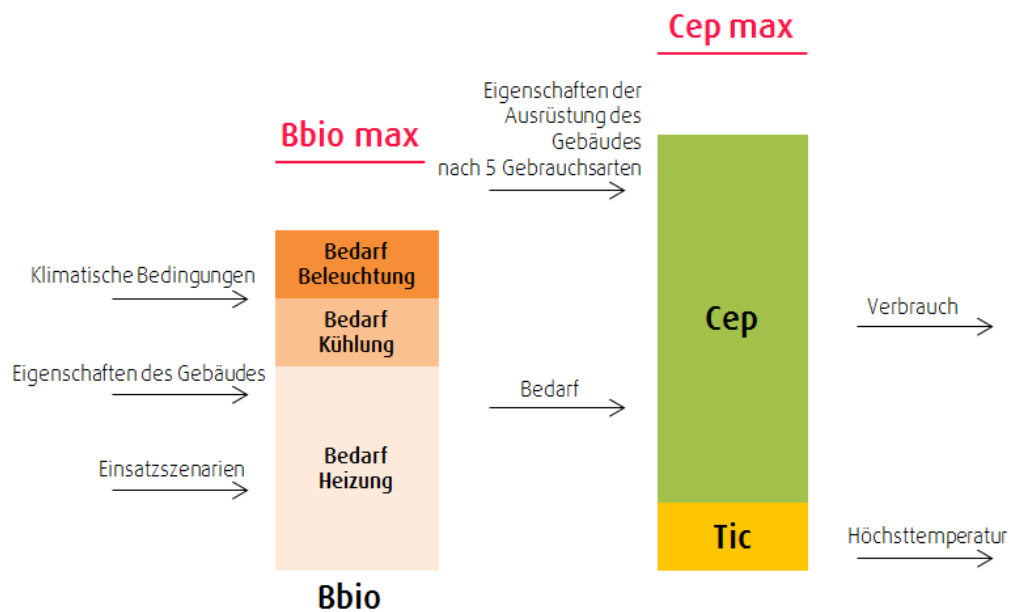 Cep max
Eigenschaften der
Ausrüstung des
Gebäudes
nach 5 Gebrauchsarten
Bbio max
Bedarf
Beleuchtung
Klimatische Bedingungen
Bedarf
Kühlung
Cep
Verbrauch
Eigenschaften des Gebäudes
Bedarf
Bedarf
Heizung
Einsatzszenarien
Tic
Höchsttemperatur
Bbio